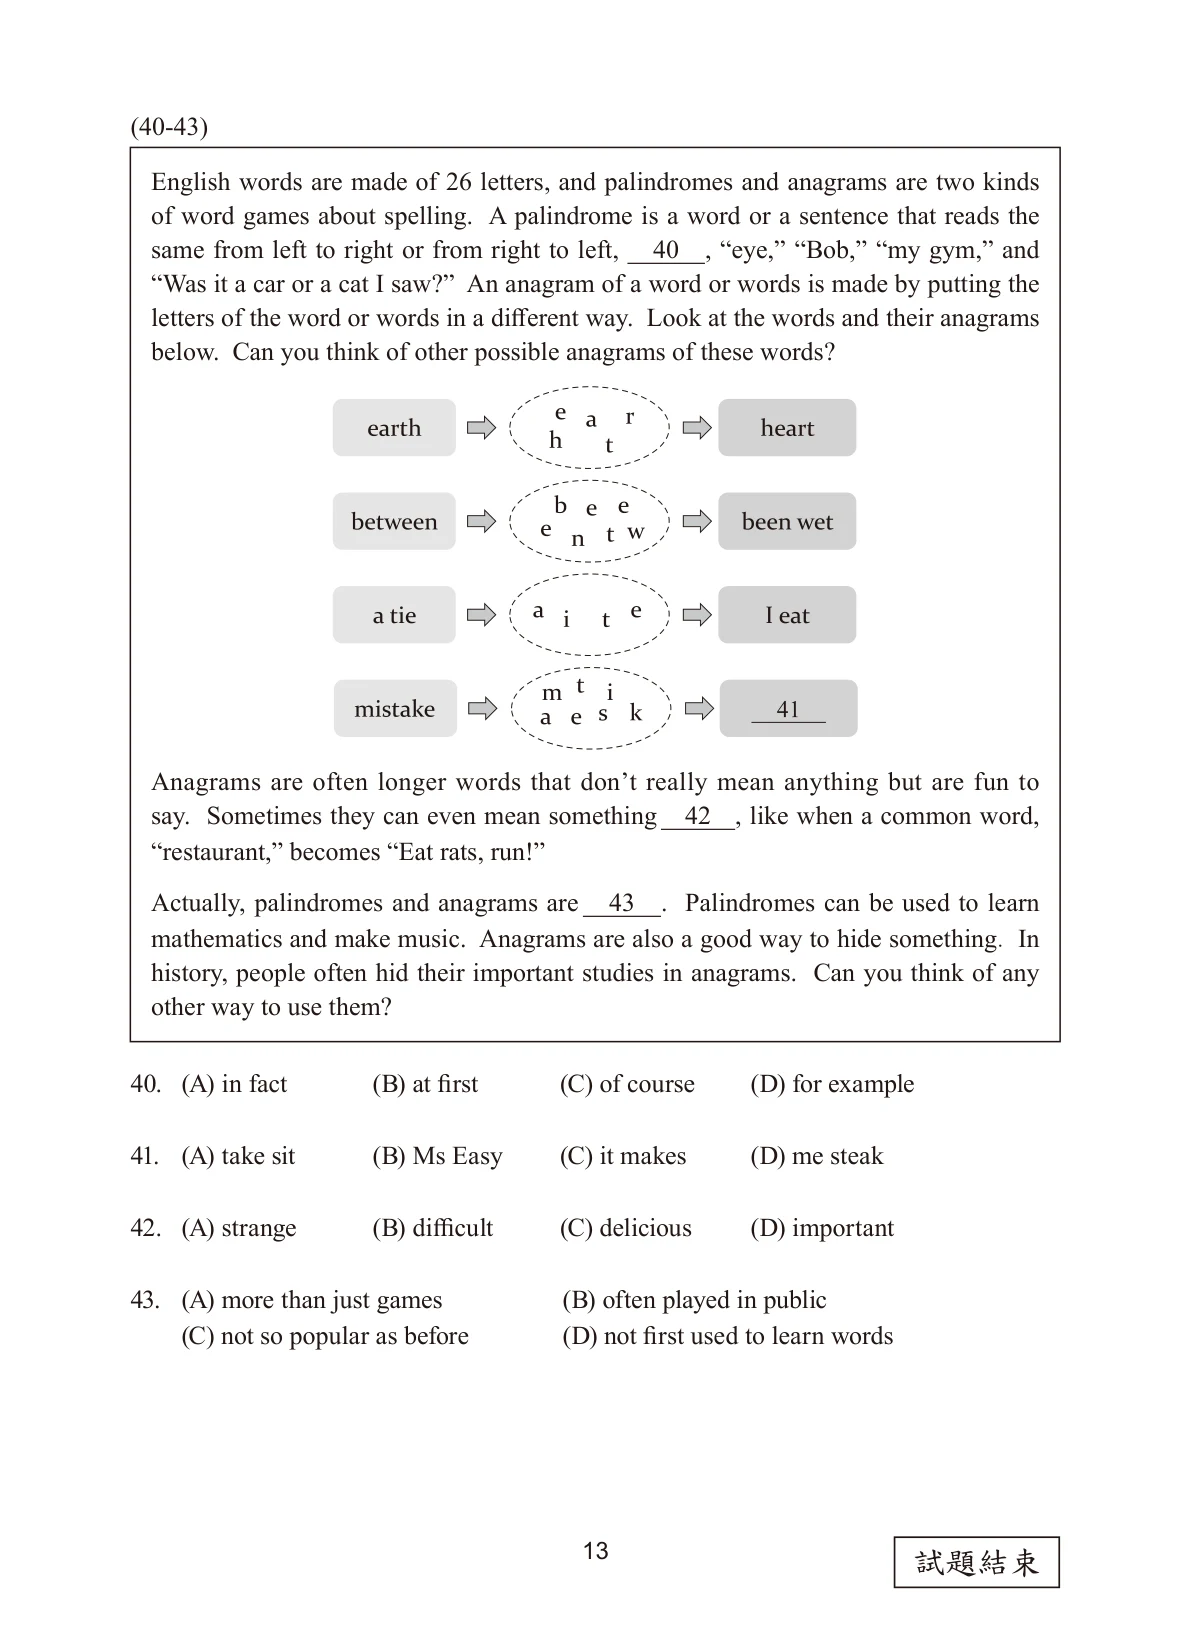 (40-43)
English words are made of 26 letters, and palindromes and anagrams are two kinds
of word games about spelling. A palindrome is a word or a sentence that reads the
same from left to right or from right to left, 40 , “eye,” “Bob,” “my gym,” and
“Was it a car or a cat I saw?” An anagram of a word or words is made by putting the
letters of the word or words in a different way. Look at the words and their anagrams
below. Can you think of other possible anagrams of these words?
earth e a r h t heart
between b e e e n t w been wet
a tie a i t e I eat
mistake m t i a e s k 41
Anagrams are often longer words that don’t really mean anything but are fun to
say. Sometimes they can even mean something 42 , like when a common word,
“restaurant,” becomes “Eat rats, run!”
Actually, palindromes and anagrams are 43 . Palindromes can be used to learn
mathematics and make music. Anagrams are also a good way to hide something. In
history, people often hid their important studies in anagrams. Can you think of any
other way to use them?
40. (A) in fact (B) at first (C) of course (D) for example
41. (A) take sit (B) Ms Easy (C) it makes (D) me steak
42. (A) strange (B) difficult (C) delicious (D) important
43. (A) more than just games (B) often played in public
(C) not so popular as before (D) not first used to learn words
13
試題結束